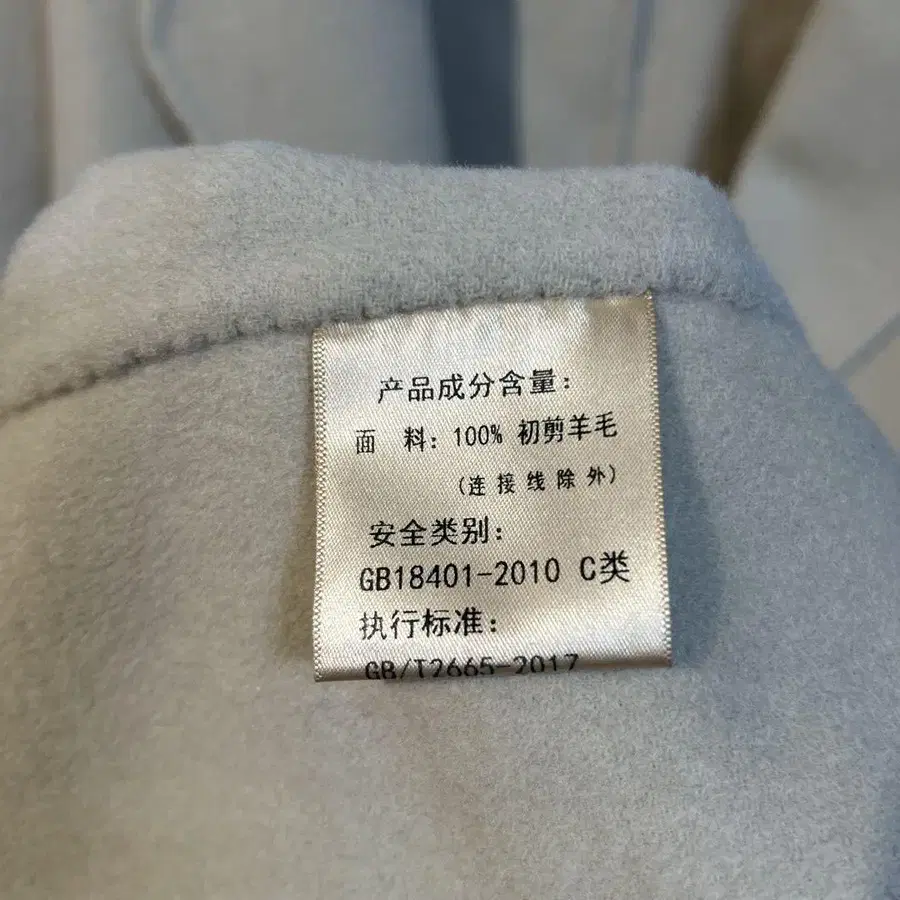 产品成分含量:
面 料: 100% 初剪羊毛
(连接线除外)
安全类别:
GB18401-2010 C类
执行标准:
GB/T2665-2017